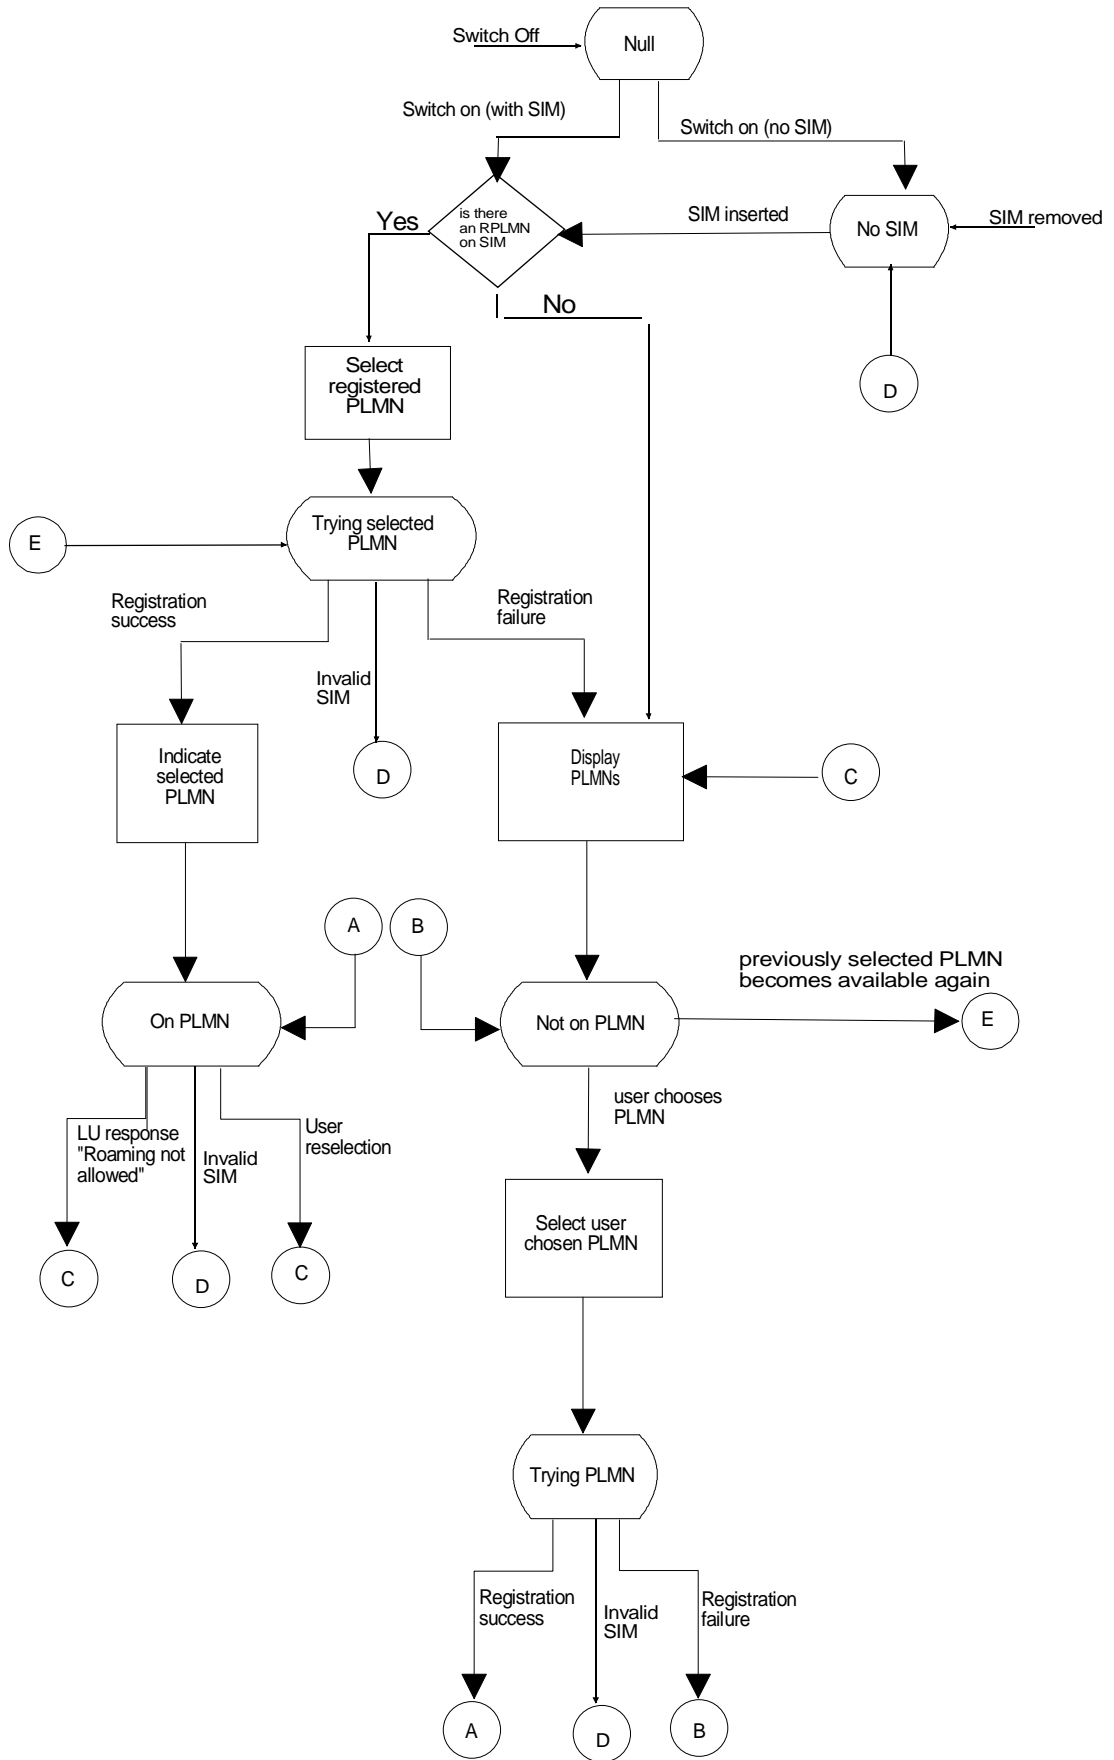 Switch Off
Null
Switch on (with SIM)
Switch on (no SIM)
is there
an RPLMN
on SIM
Yes
No
SIM inserted
No SIM
SIM removed
D
Select
registered
PLMN
Trying selected
PLMN
E
Registration
success
Invalid
SIM
Registration
failure
Indicate
selected
PLMN
D
Display
PLMNs
C
A
B
previously selected PLMN
becomes available again
On PLMN
Not on PLMN
E
LU response
"Roaming not
allowed"
Invalid
SIM
User
reselection
user chooses
PLMN
C
D
C
Select user
chosen PLMN
Trying PLMN
Registration
success
Invalid
SIM
Registration
failure
A
D
B